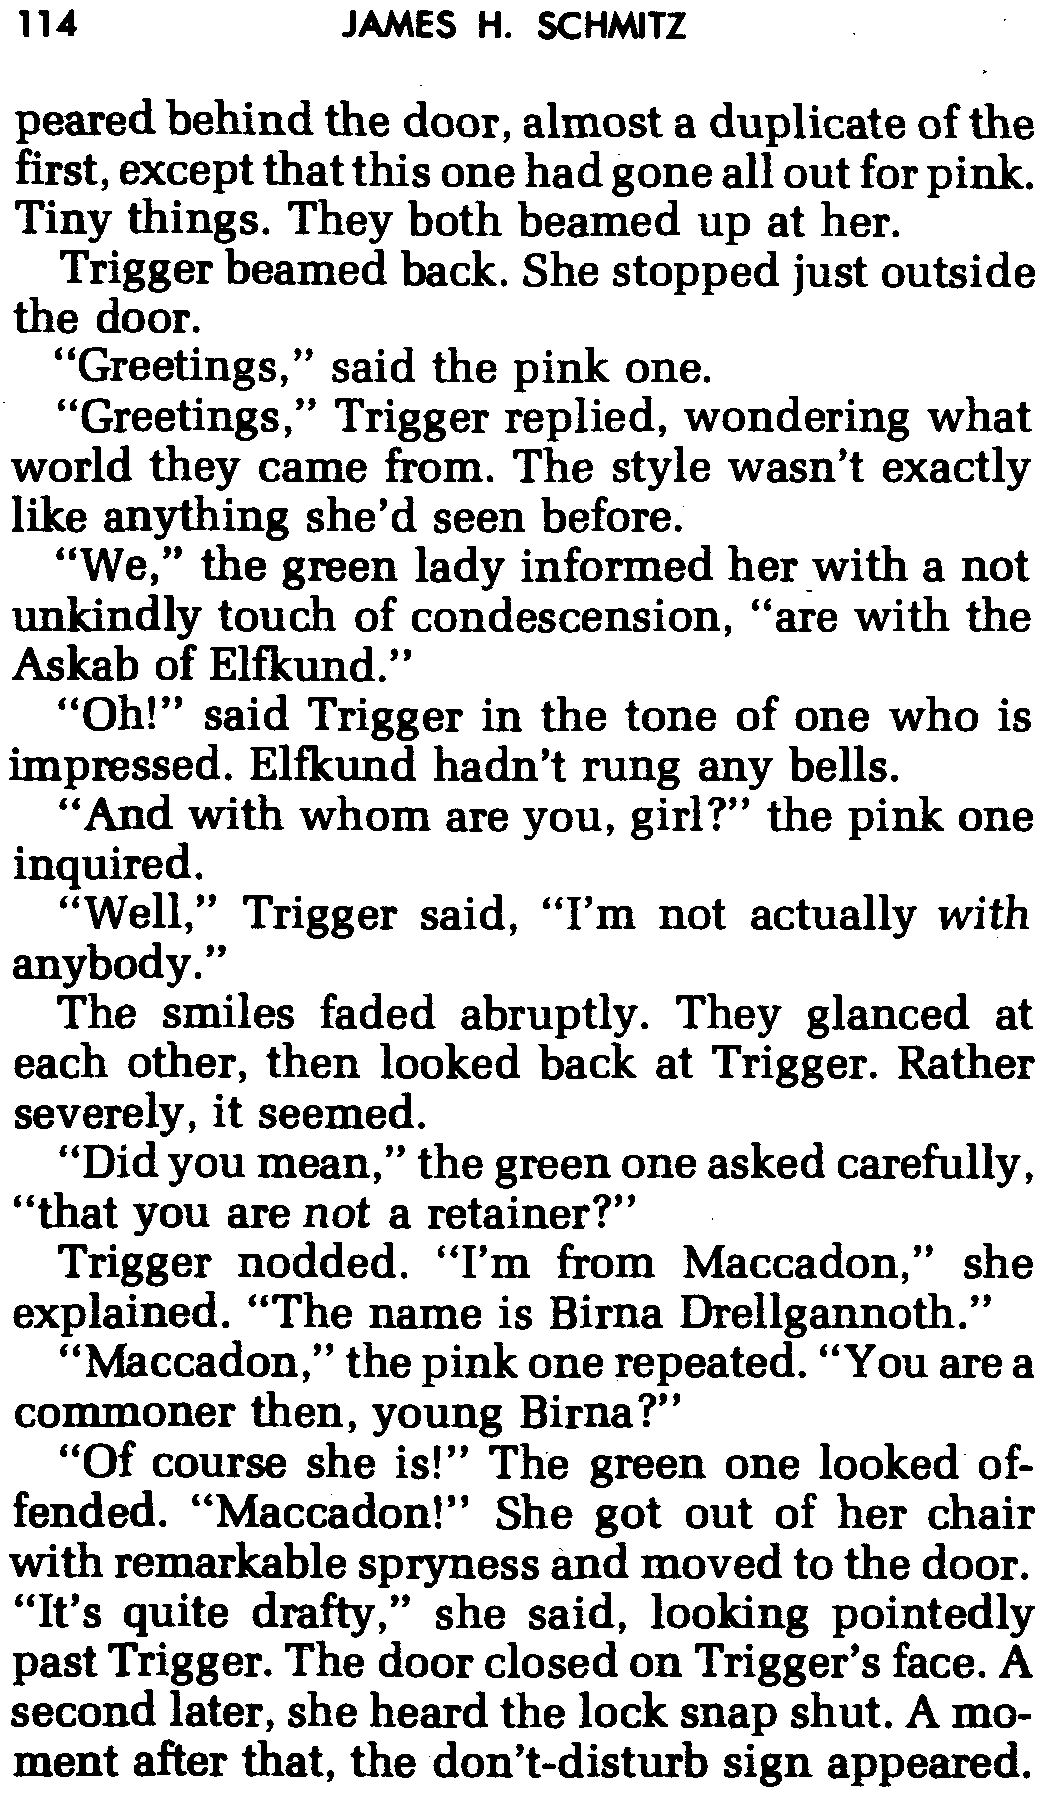 114 JAMES H. SCHMITZ
peared behind the door, almost a duplicate of the
first, except that this one had gone all out for pink.
Tiny things. They both beamed up at her.
Trigger beamed back. She stopped just outside
the door.
“Greetings,” said the pink one.
“Greetings,” Trigger replied, wondering what
world they came from. The style wasn’t exactly
like anything she’d seen before.
“We,” the green lady informed her with a not
unkindly touch of condescension, “are with the
Askab of Elfkund.”
“Oh!” said Trigger in the tone of one who is
impressed. Elfkund hadn’t rung any bells.
“And with whom are you, girl?” the pink one
inquired.
“Well,” Trigger said, “I’m not actually with
anybody.”
The smiles faded abruptly. They glanced at
each other, then looked back at Trigger. Rather
severely, it seemed.
“Did you mean,” the green one asked carefully,
“that you are not a retainer?”
Trigger nodded. “I’m from Maccadon,” she
explained. “The name is Birna Drellgannoth.”
“Maccadon,” the pink one repeated. “You are a
commoner then, young Birna?”
“Of course she is!” The green one looked of-
fended. “Maccadon!” She got out of her chair
with remarkable spryness and moved to the door.
“It’s quite drafty,” she said, looking pointedly
past Trigger. The door closed on Trigger’s face. A
second later, she heard the lock snap shut. A mo-
ment after that, the don’t-disturb sign appeared.